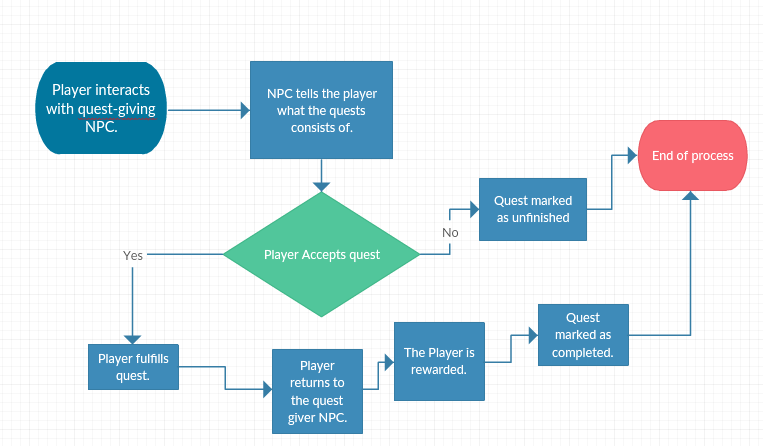 Player interacts
with quest-giving
NPC.
NPC tells the player
what the quests
consists of.
End of process
Quest marked
as unfinished
No
Player Accepts quest
Yes
Player fulfills
quest.
Player
returns to
the quest
giver NPC.
The Player is
rewarded.
Quest
marked as
completed.